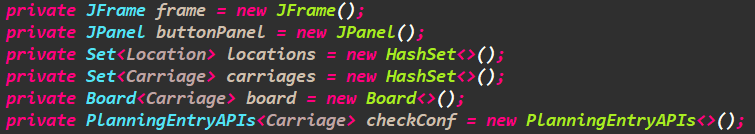 private JFrame frame = new JFrame();
private JPanel buttonPanel = new JPanel();
private Set<Location> locations = new HashSet<>();
private Set<Carriage> carriages = new HashSet<>();
private Board<Carriage> board = new Board<>();
private PlanningEntryAPIs<Carriage> checkConf = new PlanningEntryAPIs<>();